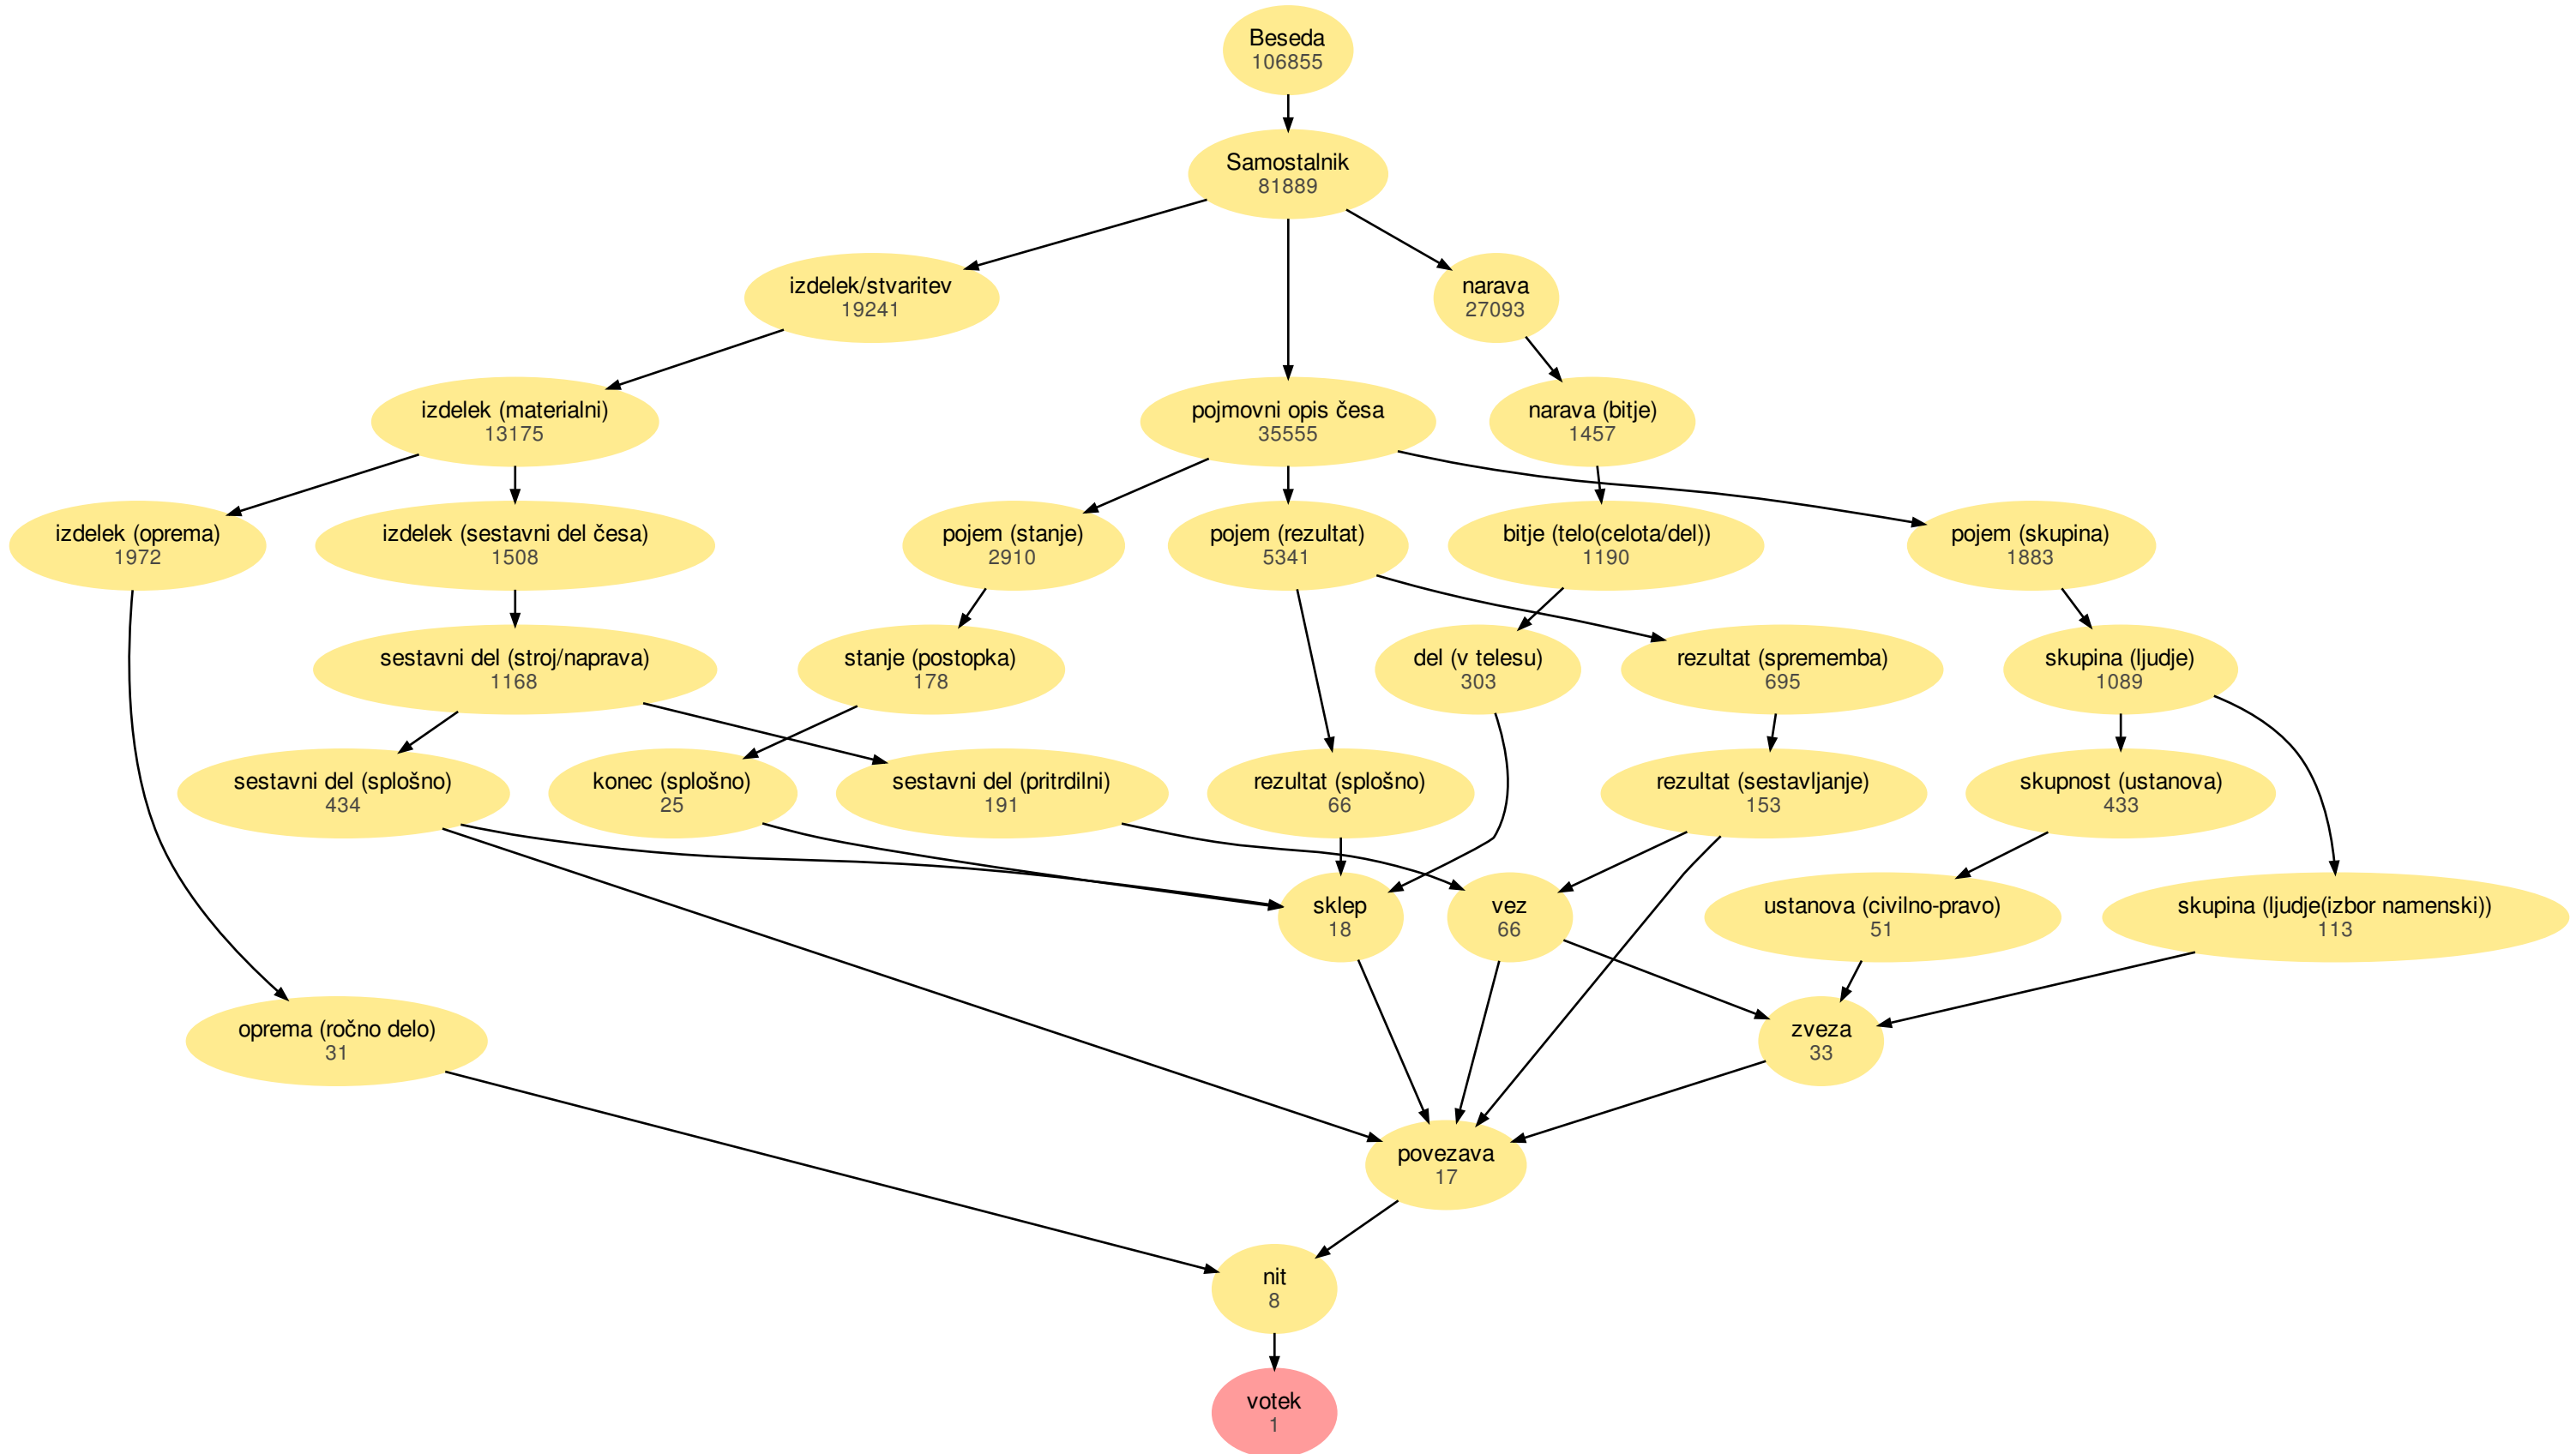 Beseda
106855
Samostalnik
81889
izdelek/stvaritev
19241
narava
27093
izdelek (materialni)
13175
pojmovni opis česa
35555
narava (bitje)
1457
izdelek (oprema)
1972
izdelek (sestavni del česa)
1508
pojem (stanje)
2910
pojem (rezultat)
5341
bitje (telo(celota/del))
1190
pojem (skupina)
1883
sestavni del (stroj/naprava)
1168
stanje (postopka)
178
del (v telesu)
303
rezultat (sprememba)
695
skupina (ljudje)
1089
sestavni del (splošno)
434
konec (splošno)
25
sestavni del (pritrdilni)
191
rezultat (splošno)
66
rezultat (sestavljanje)
153
skupnost (ustanova)
433
sklep
18
vez
66
ustanova (civilno-pravo)
51
skupina (ljudje(izbor namenski))
113
oprema (ročno delo)
31
zveza
33
povezava
17
nit
8
votek
1